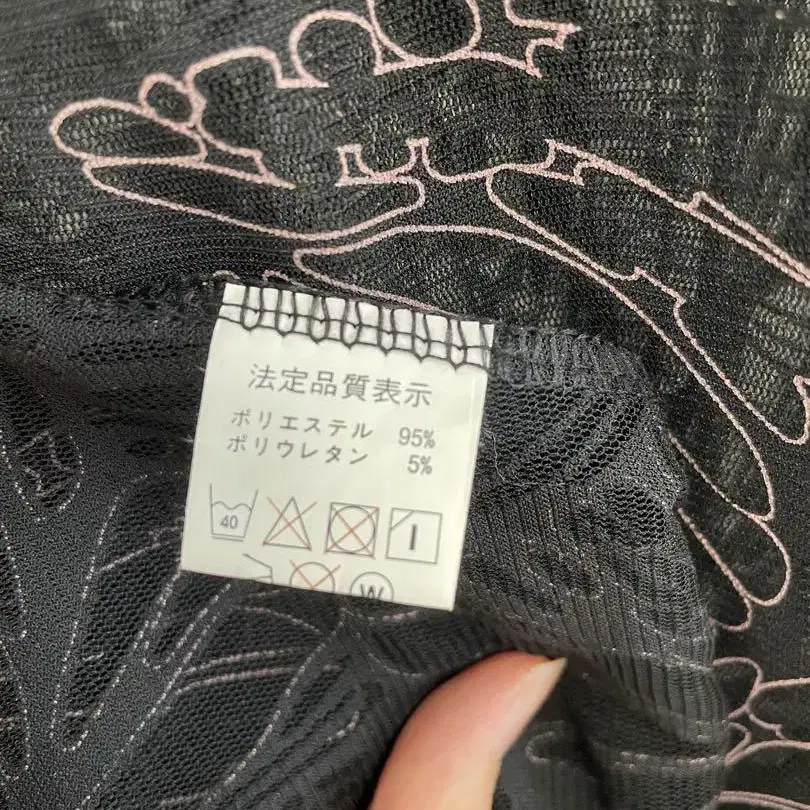 法定品質表示
ポリエステル 95%
ポリウレタン 5%
40
W